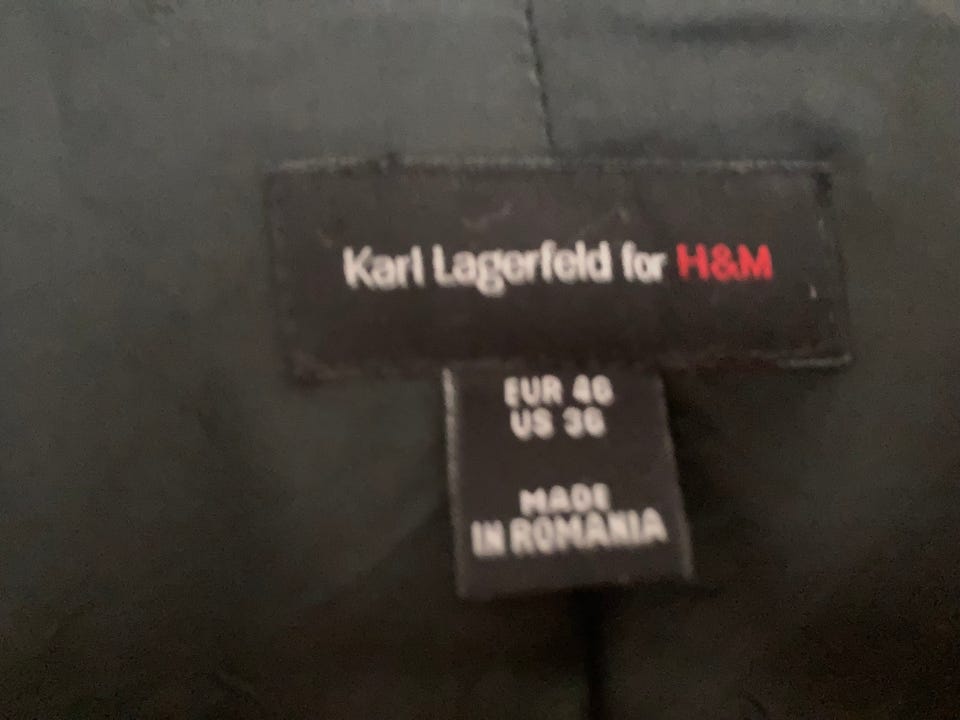 Karl Lagerfeld for H&M
EUR 46
US 36
MADE
IN ROMANIA